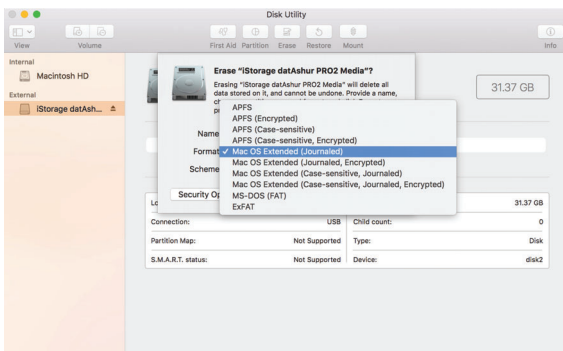 Disk Utility
View
Volume
First Aid
Partition
Erase
Restore
Mount
Info
Internal
Macintosh HD
External
iStorage datAsh...
Erase “iStorage datAshur PRO2 Media”?
Erasing “iStorage datAshur PRO2 Media” will delete all
data stored on it, and cannot be undone. Provide a name,
31.37 GB
Name
Format
Scheme
APFS
APFS (Encrypted)
APFS (Case-sensitive)
APFS (Case-sensitive, Encrypted)
Mac OS Extended (Journaled)
Mac OS Extended (Journaled, Encrypted)
Mac OS Extended (Case-sensitive, Journaled)
Mac OS Extended (Case-sensitive, Journaled, Encrypted)
MS-DOS (FAT)
ExFAT
Security Op
Lo
31.37 GB
Connection:
USB
Child count:
0
Partition Map:
Not Supported
Type:
Disk
S.M.A.R.T. status:
Not Supported
Device:
disk2